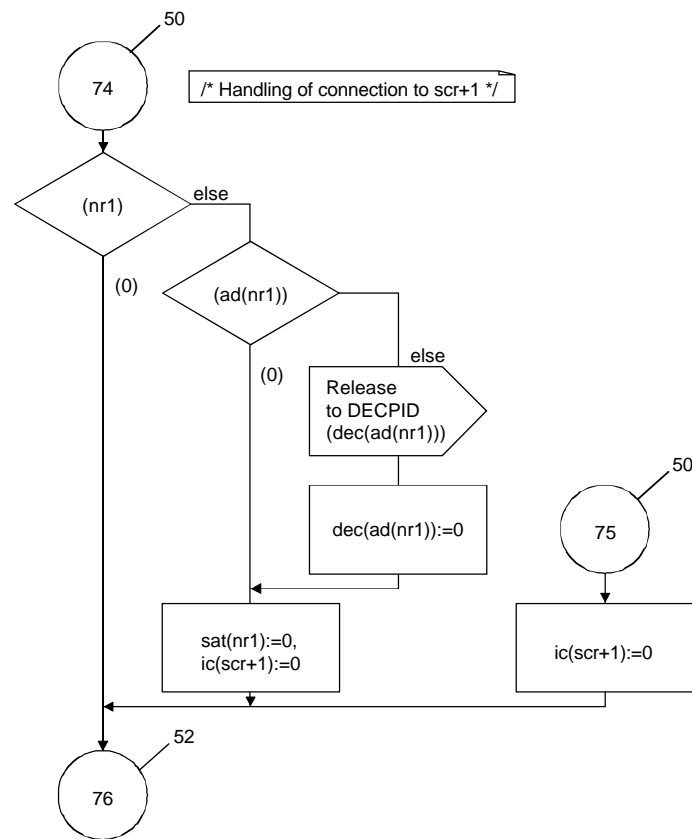 50
74
/* Handling of connection to scr+1 */
(nr1)
else
(0)
(ad(nr1))
else
(0)
Release
to DECPID
(dec(ad(nr1)))
50
dec(ad(nr1)):=0
75
sat(nr1):=0,
ic(scr+1):=0
ic(scr+1):=0
52
76